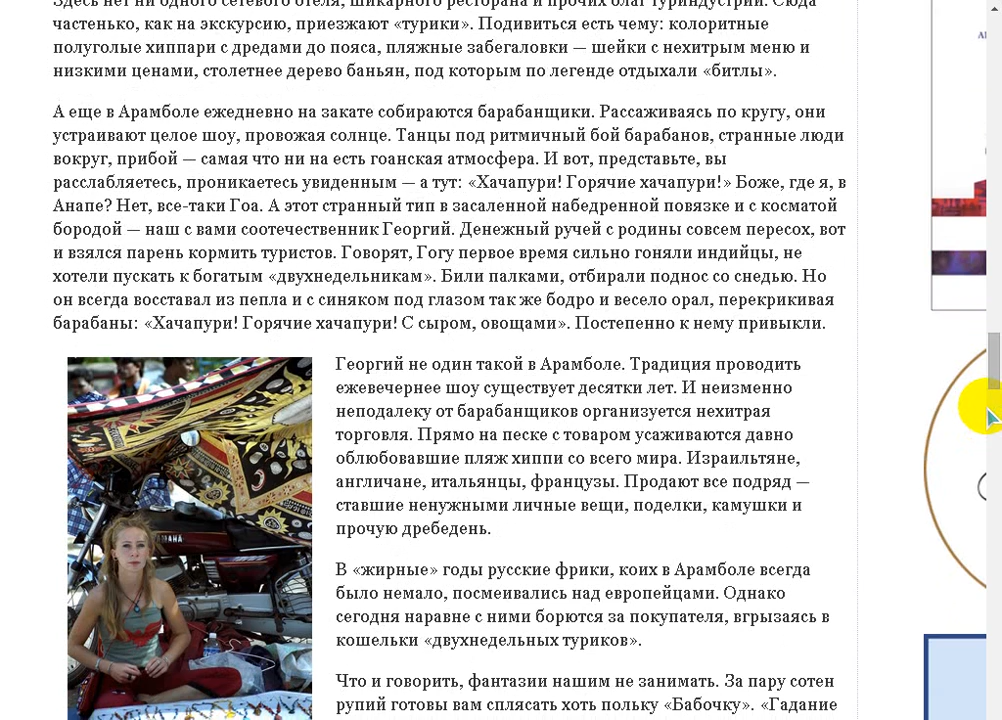 Здесь нет ни одного сетевого отеля, шикарного ресторана и прочих благ туриндустрии. Сюда
частенько, как на экскурсию, приезжают «турики». Подивиться есть чему: колоритные
полуголые хиппари с дредами до пояса, пляжные забегаловки — шейки с нехитрым меню и
низкими ценами, столетнее дерево баньян, под которым по легенде отдыхали «битлы».
А еще в Арамболе ежедневно на закате собираются барабанщики. Рассаживаясь по кругу, они
устраивают целое шоу, провожая солнце. Танцы под ритмичный бой барабанов, странные люди
вокруг, прибой — самая что ни на есть гоанская атмосфера. И вот, представьте, вы
расслабляетесь, проникаетесь увиденным — а тут: «Хачапури! Горячие хачапури!» Боже, где я, в
Анапе? Нет, все-таки Гоа. А этот странный тип в засаленной набедренной повязке и с косматой
бородой — наш с вами соотечественник Георгий. Денежный ручей с родины совсем пересох, вот
и взялся парень кормить туристов. Говорят, Гогу первое время сильно гоняли индийцы, не
хотели пускать к богатым «двухнедельникам». Били палками, отбирали поднос со снедью. Но
он всегда восставал из пепла и с синяком под глазом так же бодро и весело орал, перекрикивая
барабаны: «Хачапури! Горячие хачапури! С сыром, овощами». Постепенно к нему привыкли.
Георгий не один такой в Арамболе. Традиция проводить
ежевечернее шоу существует десятки лет. И неизменно
неподалеку от барабанщиков организуется нехитрая
торговля. Прямо на песке с товаром усаживаются давно
облюбовавшие пляж хиппи со всего мира. Израильтяне,
англичане, итальянцы, французы. Продают все подряд —
ставшие ненужными личные вещи, поделки, камушки и
прочую дребедень.
В «жирные» годы русские фрики, коих в Арамболе всегда
было немало, посмеивались над европейцами. Однако
сегодня наравне с ними борются за покупателя, вгрызаясь в
кошельки «двухнедельных туриков».
Что и говорить, фантазии нашим не занимать. За пару сотен
рупий готовы вам сплясать хоть польку «Бабочку». «Гадание
YAMAHA